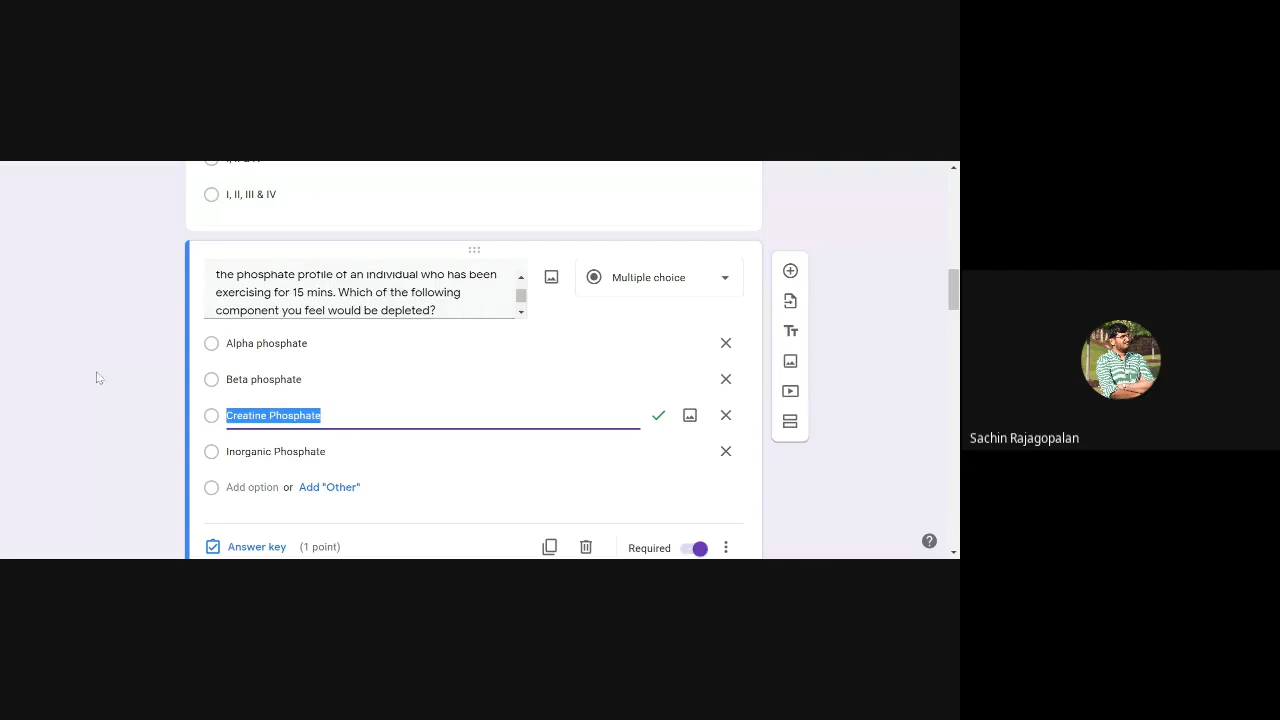 I, II, III & IV
the phosphate profile of an individual who has been
exercising for 15 mins. Which of the following
component you feel would be depleted?
Multiple choice
Alpha phosphate
Beta phosphate
Creatine Phosphate
Inorganic Phosphate
Add option or Add "Other"
Answer key (1 point)
Required
Tт
Sachin Rajagopalan